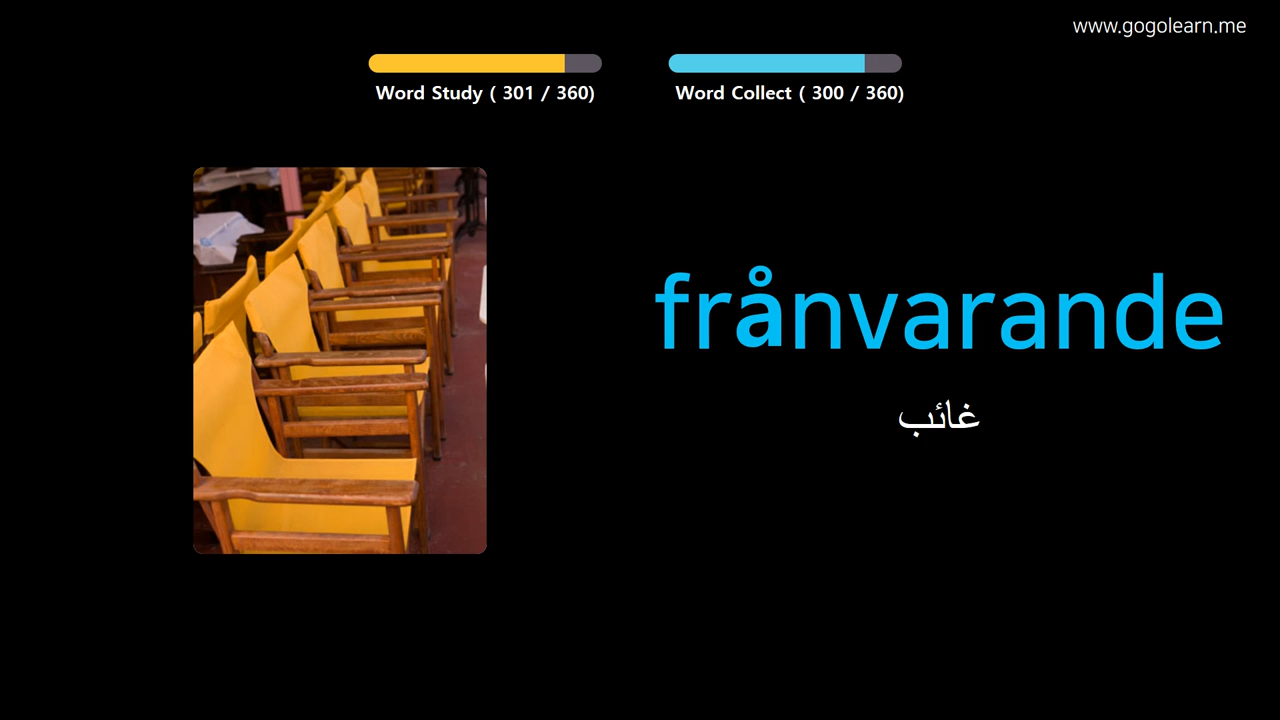 www.gogolearn.me
Word Study ( 301 / 360)
Word Collect ( 300 / 360)
frånvarande
غائب